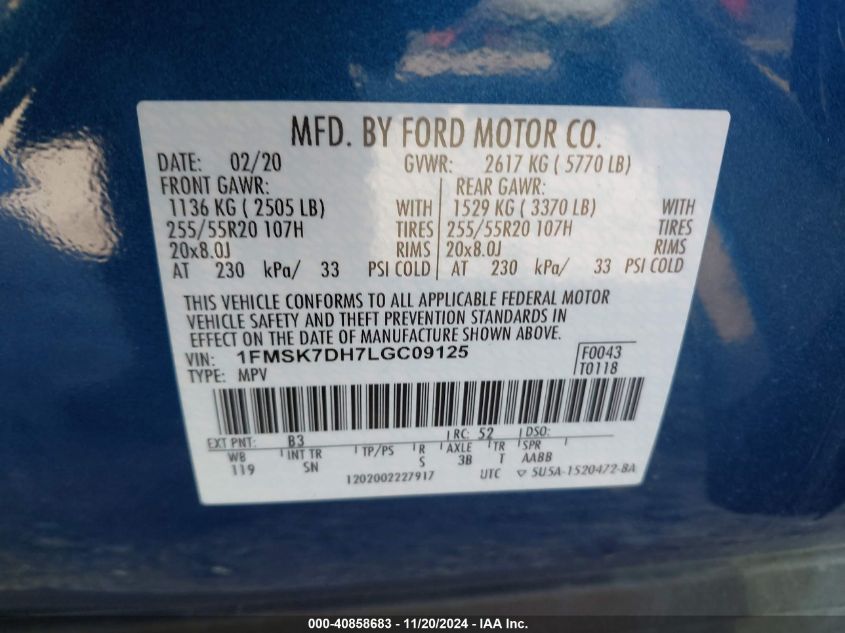 MFD. BY FORD MOTOR CO.
DATE: 02/20 GVWR: 2617 KG ( 5770 LB)
FRONT GAWR: REAR GAWR:
1136 KG ( 2505 LB) WITH 1529 KG ( 3370 LB) WITH
255/55R20 107H TIRES 255/55R20 107H TIRES
20x8.0J RIMS 20x8.0J RIMS
AT 230 kPa/ 33 PSI COLD AT 230 kPa/ 33 PSI COLD
THIS VEHICLE CONFORMS TO ALL APPLICABLE FEDERAL MOTOR
VEHICLE SAFETY AND THEFT PREVENTION STANDARDS IN
EFFECT ON THE DATE OF MANUFACTURE SHOWN ABOVE.
VIN: 1FMSK7DH7LGC09125 F0043
TYPE: MPV T0118
EXT PNT: B3 RC: 52 DSO:
WB INT TR TP/PS R AXLE TR SPR
119 SN S 3B T AABB
1202002227917 UTC ▽ 5U5A-1520472-BA
000-40858683 - 11/20/2024 - IAA Inc.